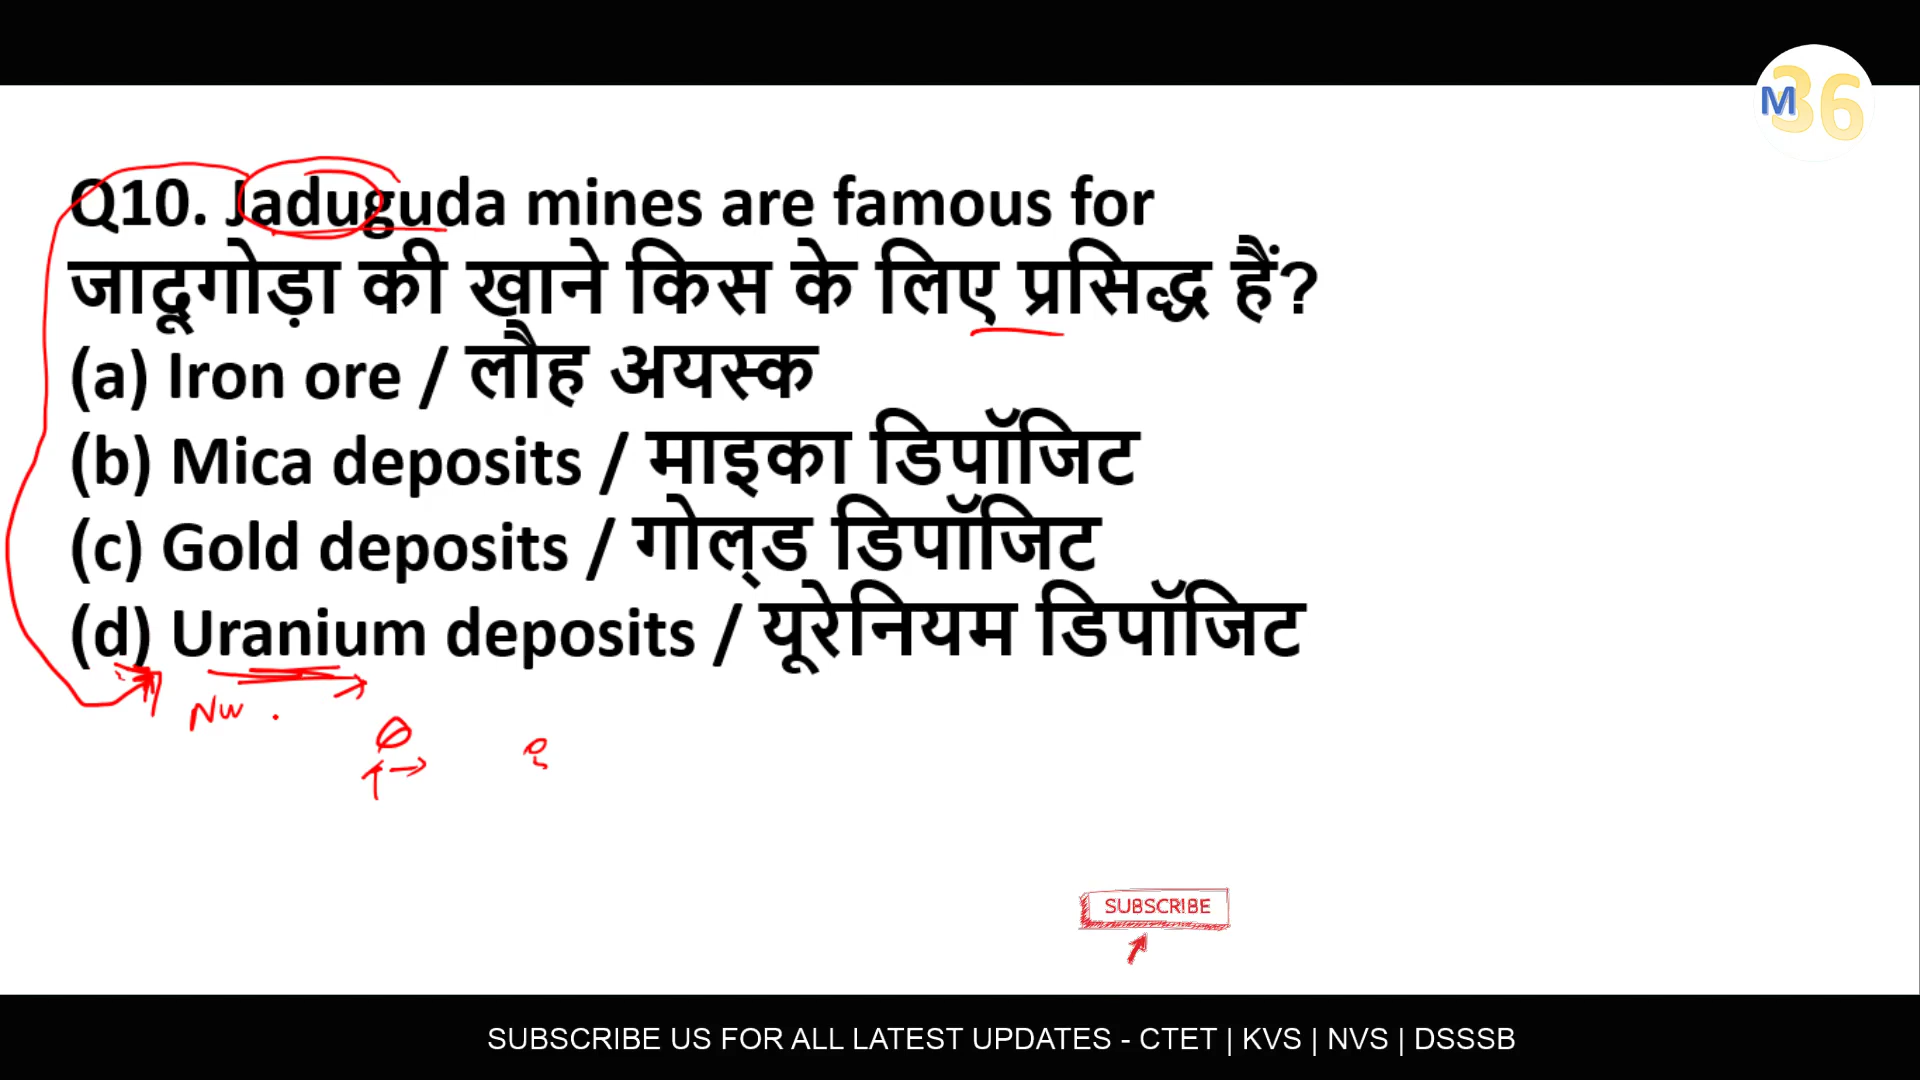 M36
Q10. Jaduguda mines are famous for
जादूगोड़ा की खाने किस के लिए प्रसिद्ध हैं?
(a) Iron ore / लौह अयस्क
(b) Mica deposits / माइका डिपॉजिट
(c) Gold deposits / गोल्‌ड डिपॉजिट
(d) Uranium deposits / यूरेनियम डिपॉजिट
SUBSCRIBE
SUBSCRIBE US FOR ALL LATEST UPDATES - CTET | KVS | NVS | DSSSB